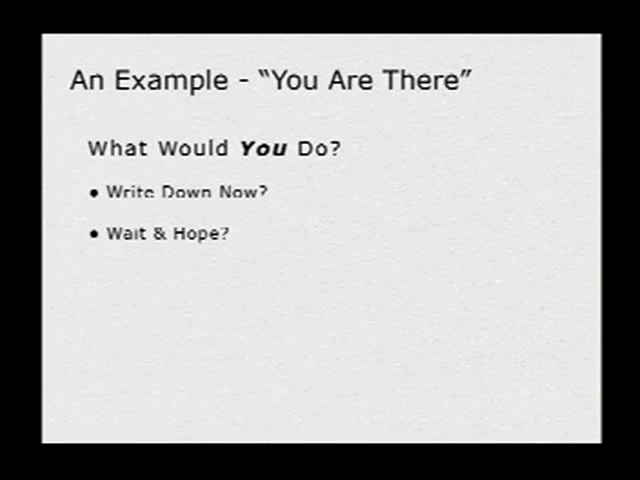 An Example - “You Are There”
What Would You Do?
• Write Down Now?
• Wait & Hope?